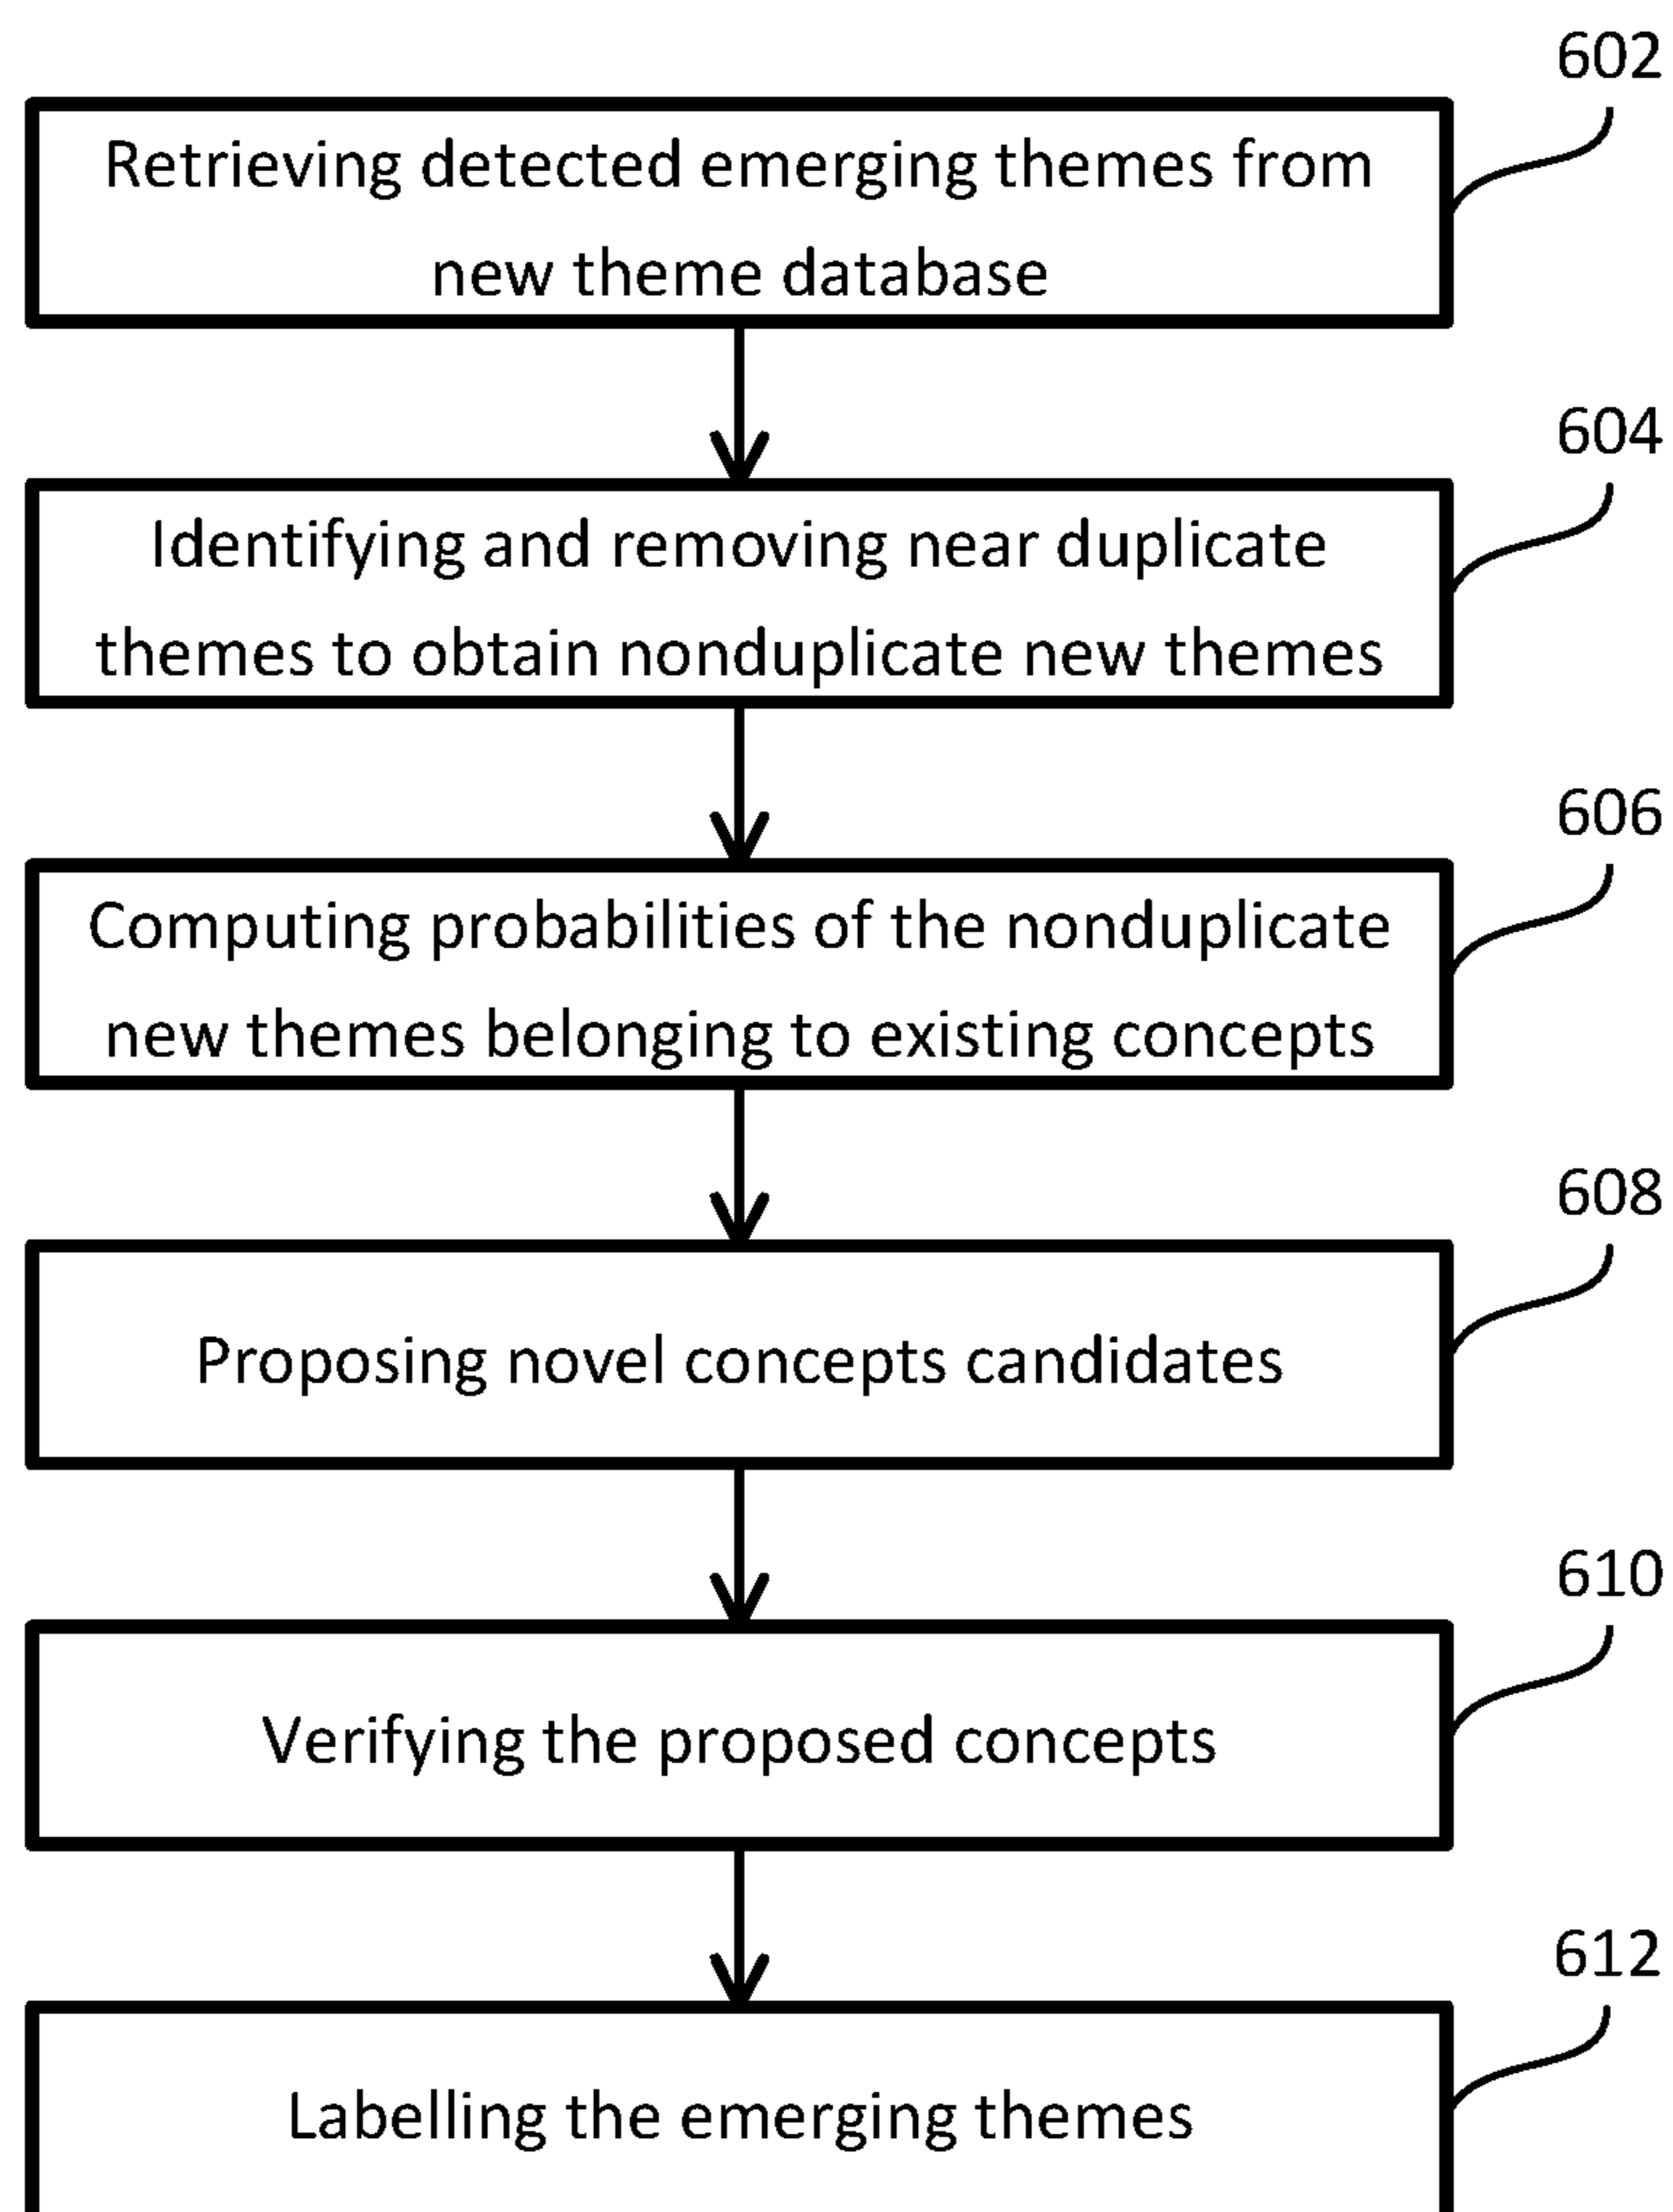 602
Retrieving detected emerging themes from
new theme database
604
Identifying and removing near duplicate
themes to obtain nonduplicate new themes
606
Computing probabilities of the nonduplicate
new themes belonging to existing concepts
608
Proposing novel concepts candidates
610
Verifying the proposed concepts
612
Labelling the emerging themes